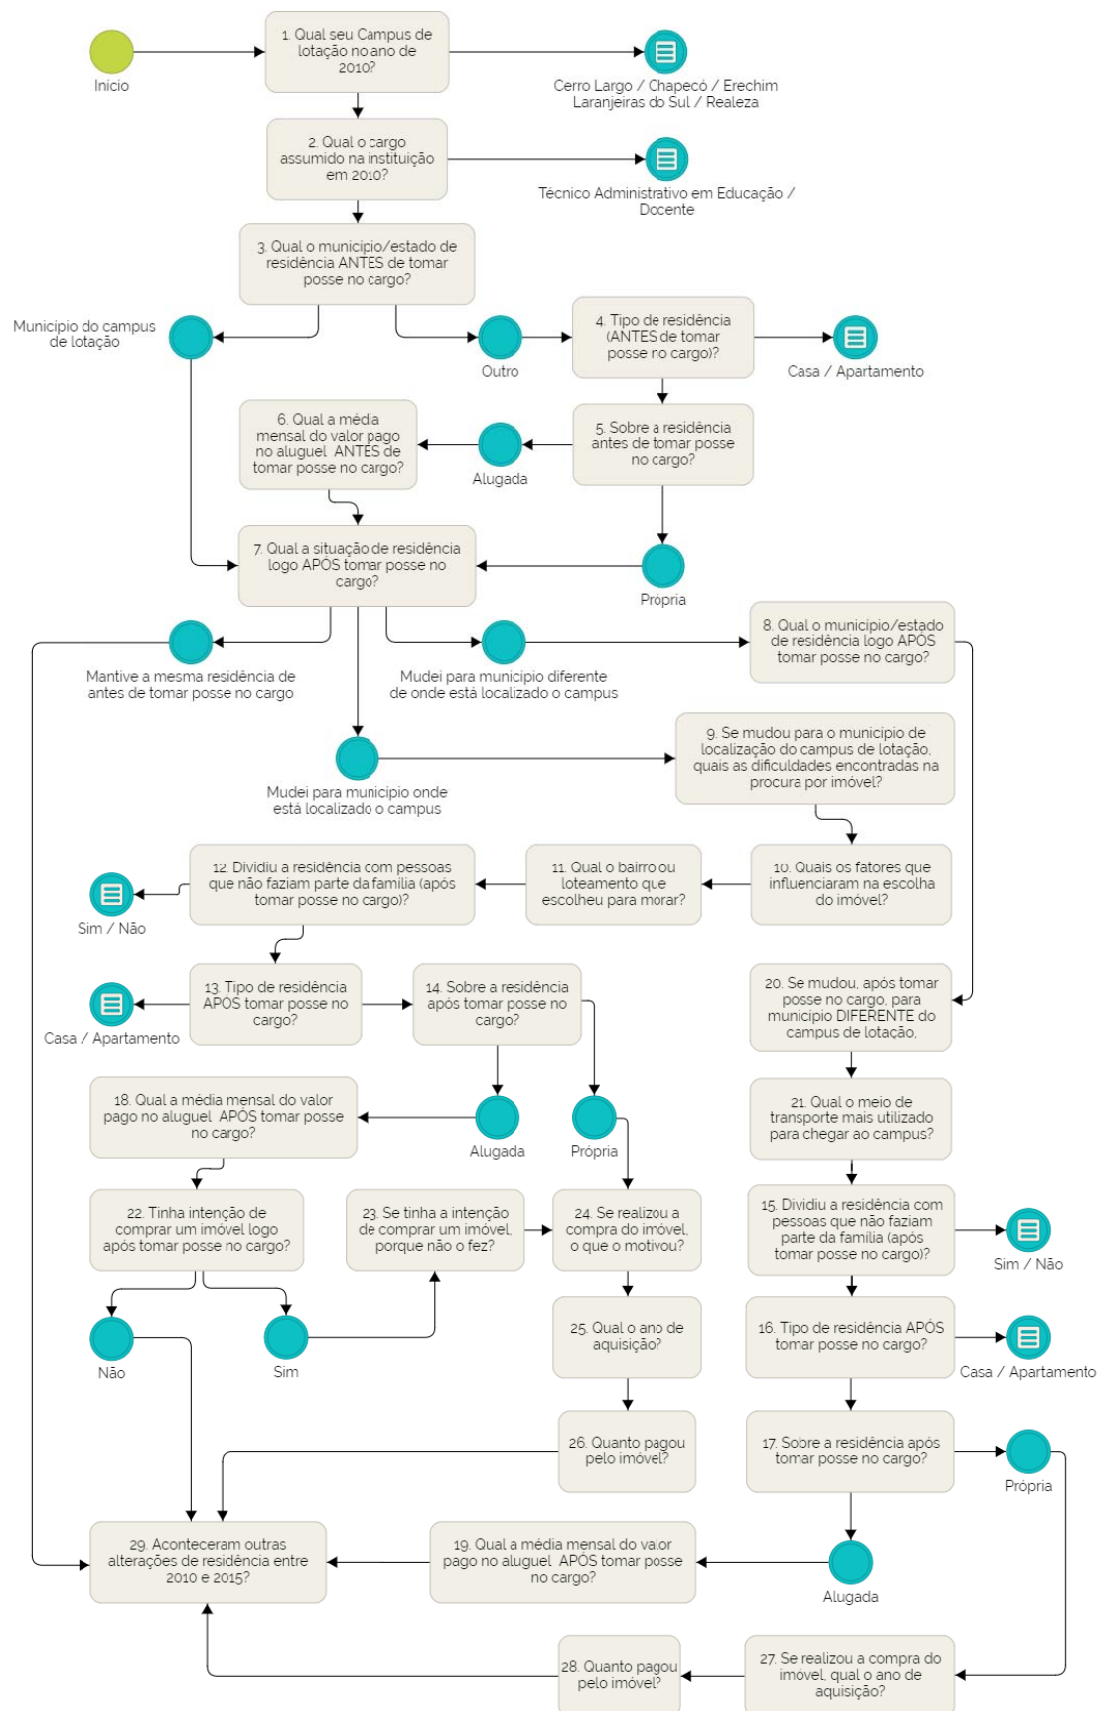 1. Qual seu Campus de
lotação no ano de
2010?
Início
Cerro Largo / Chapecó / Erechim
Laranjeiras do Sul / Realeza
2. Qual o cargo
assumido na instituição
em 2010?
Técnico Administrativo em Educação /
Docente
3. Qual o município/estado de
residência ANTES de tomar
posse no cargo?
Município do campus
de lotação
Outro
4. Tipo de residência
(ANTES de tomar
posse no cargo)?
Casa / Apartamento
6. Qual a média
mensal do valor pago
no aluguel ANTES de
tomar posse no cargo?
Alugada
5. Sobre a residência
antes de tomar posse
no cargo?
7. Qual a situação de residência
logo APÓS tomar posse no
cargo?
Própria
8. Qual o município/estado
de residência logo APÓS
tomar posse no cargo?
Mantive a mesma residência de
antes de tomar posse no cargo
Mudei para município diferente
de onde está localizado o campus
9. Se mudou para o município de
localização do campus de lotação,
quais as dificuldades encontradas na
procura por imóvel?
Mudei para município onde
está localizado o campus
12. Dividiu a residência com pessoas
que não faziam parte da família (após
tomar posse no cargo)?
11. Qual o bairro ou
loteamento que
escolheu para morar?
10. Quais os fatores que
influenciaram na escolha
do imóvel?
Sim / Não
13. Tipo de residência
APÓS tomar posse no
cargo?
14. Sobre a residência
após tomar posse no
cargo?
20. Se mudou, após tomar
posse no cargo, para
município DIFERENTE do
campus de lotação,
Casa / Apartamento
18. Qual a média mensal do valor
pago no aluguel APÓS tomar posse
no cargo?
Alugada
Própria
21. Qual o meio de
transporte mais utilizado
para chegar ao campus?
22. Tinha intenção de
comprar um imóvel logo
após tomar posse no cargo?
23. Se tinha a intenção
de comprar um imóvel,
porque não o fez?
24. Se realizou a
compra do imóvel,
o que o motivou?
15. Dividiu a residência com
pessoas que não faziam
parte da família (após
tomar posse no cargo)?
Sim / Não
Não
Sim
25. Qual o ano de
aquisição?
16. Tipo de residência APÓS
tomar posse no cargo?
Casa / Apartamento
26. Quanto pagou
pelo imóvel?
17. Sobre a residência após
tomar posse no cargo?
Própria
29. Aconteceram outras
alterações de residência entre
2010 e 2015?
19. Qual a média mensal do valor
pago no aluguel APÓS tomar posse
no cargo?
Alugada
28. Quanto pagou
pelo imóvel?
27. Se realizou a compra do
imóvel, qual o ano de
aquisição?